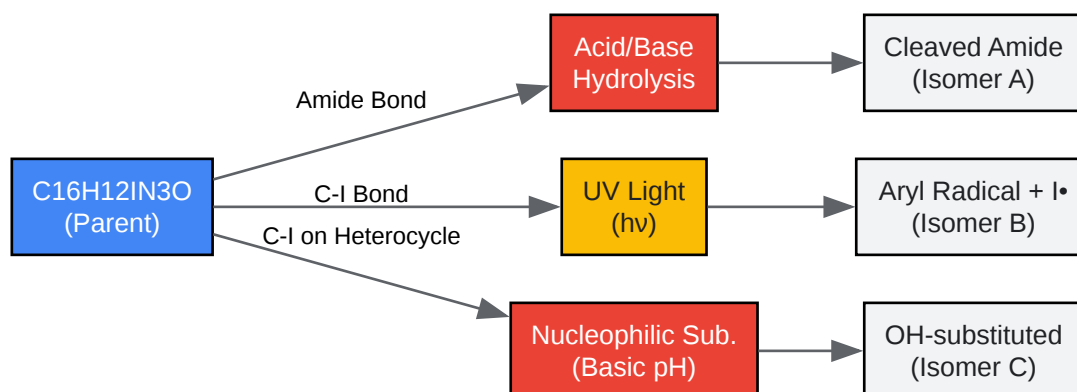 Acid/Base
Hydrolysis
Cleaved Amide
(Isomer A)
Amide Bond
C16H12IN3O
(Parent)
C-I Bond
UV Light
(hν)
Aryl Radical + I•
(Isomer B)
C-I on Heterocycle
Nucleophilic Sub.
(Basic pH)
OH-substituted
(Isomer C)